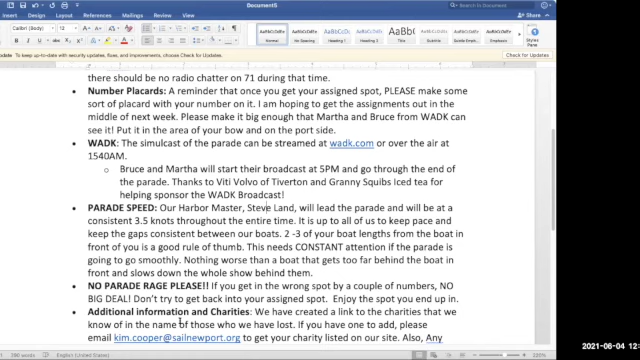 Document5
Search in Document
Insert Design Layout References Mailings Review View
Share
Calibri (Body) 12
AaBbCcDdEe AaBbCcDdEe AaBbCcDd AaBbCcDdEe AaBb( AaBbCcDdEe AaBbCcDdEe AaBbCcDdEe
Normal No Spacing Heading 1 Heading 2 Title Subtitle Subtle Emph... Emphasis
Styles
Pane
To keep up-to-date with security updates, fixes, and improvements, choose Check for Updates.
Check for Updates
there should be no radio chatter on 71 during that time.
• Number Placards: A reminder that once you get your assigned spot, PLEASE make some
sort of placard with your number on it. I am hoping to get the assignments out in the
middle of next week. Please make it big enough that Martha and Bruce from WADK can
see it! Put it in the area of your bow and on the port side.
• WADK: The simulcast of the parade can be streamed at wadk.com or over the air at
1540AM.
o Bruce and Martha will start their broadcast at 5PM and go through the end of
the parade. Thanks to Viti Volvo of Tiverton and Granny Squibs Iced tea for
helping sponsor the WADK Broadcast!
• PARADE SPEED: Our Harbor Master, Steve Land, will lead the parade and will be at a
consistent 3.5 knots throughout the entire time. It is up to all of us to keep pace and
keep the gaps consistent between our boats. 2 -3 of your boat lengths from the boat in
front of you is a good rule of thumb. This needs CONSTANT attention if the parade is
going to go smoothly. Nothing worse than a boat that gets too far behind the boat in
front and slows down the whole show behind them.
• NO PARADE RAGE PLEASE!! If you get in the wrong spot by a couple of numbers, NO
BIG DEAL! Don't try to get back into your assigned spot. Enjoy the spot you end up in.
• Additional information and Charities: We have created a link to the charities that we
know of in the name of those who we have lost. If you have one to add, please
email kim.cooper@sailnewport.org to get your charity listed on our site. Also, Any
English (United States)
120%
2021-06-04 12